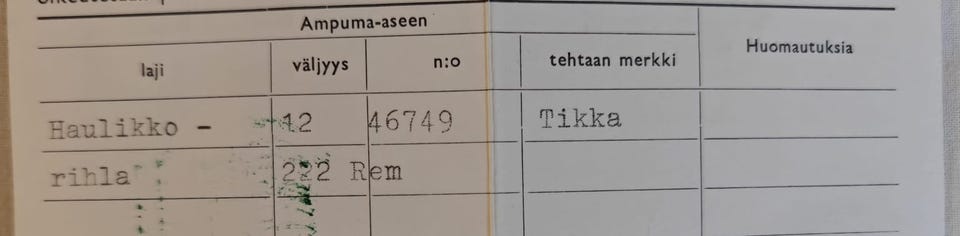 Ampuma-aseen
laji väljyys n:o tehtaan merkki Huomautuksia
Haulikko - 12 46749 Tikka
rihla 222 Rem